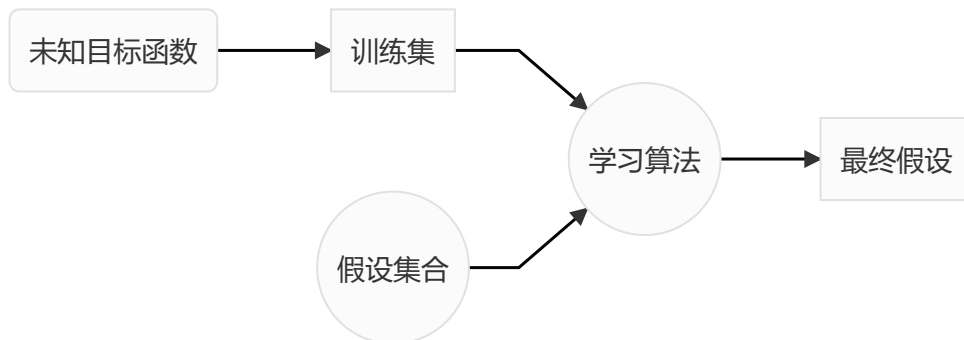 未知目标函数
训练集
学习算法
最终假设
假设集合